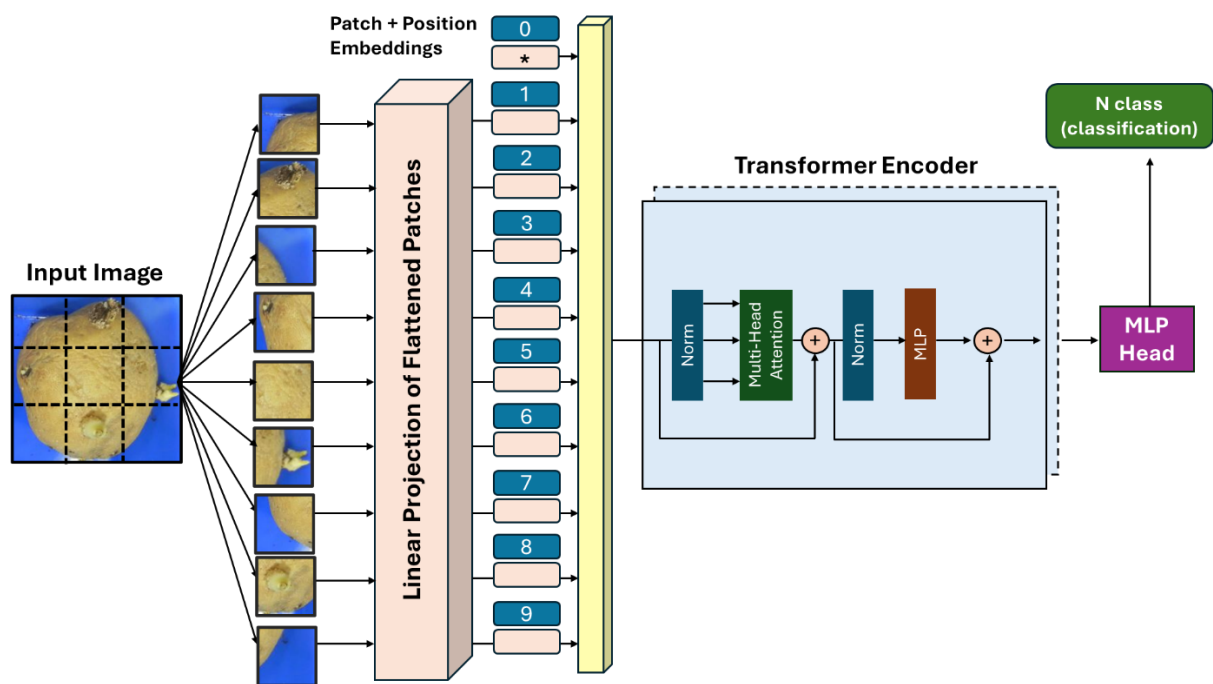 Patch + Position
Embeddings
0
*
1
2
3
4
5
6
7
8
9
Input Image
Linear Projection of Flattened Patches
Transformer Encoder
Norm
Multi-Head
Attention
+
Norm
MLP
+
MLP
Head
N class
(classification)